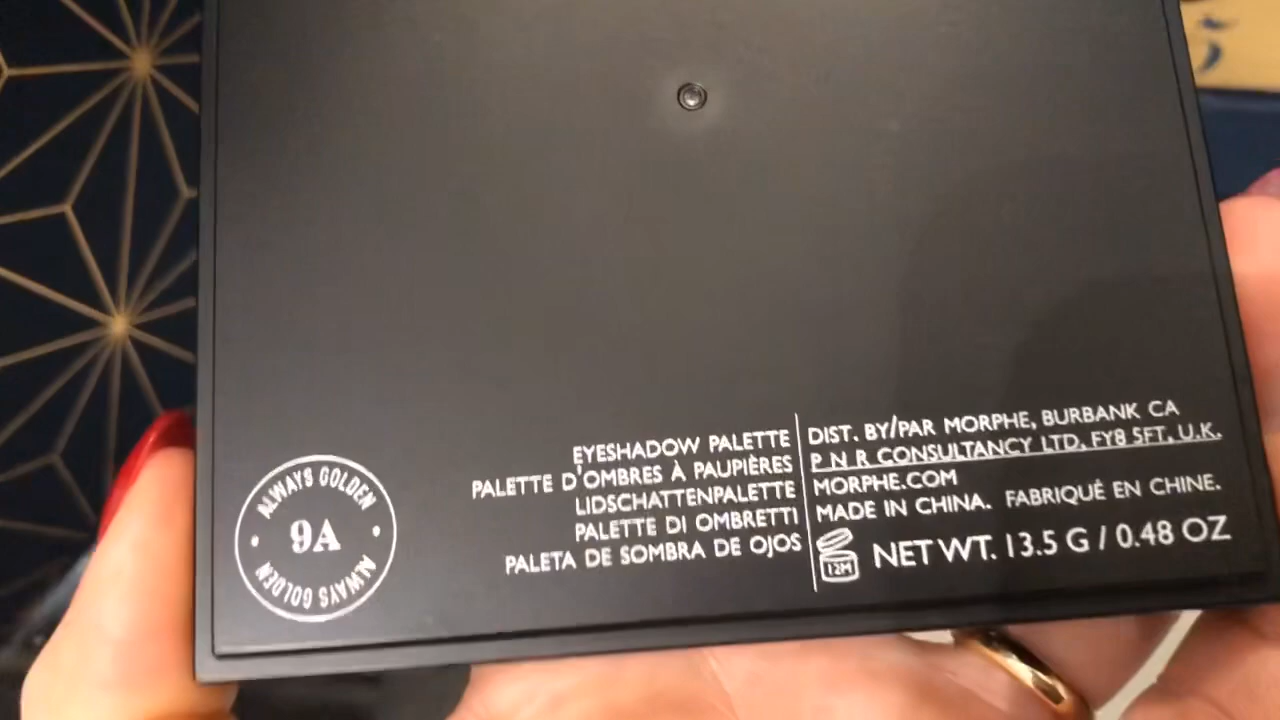 ALWAYS GOLDEN
9A
ALWAYS GOLDEN
EYESHADOW PALETTE
PALETTE D'OMBRES À PAUPIÈRES
LIDSCHATTENPALETTE
PALETTE DI OMBRETTI
PALETA DE SOMBRA DE OJOS
DIST. BY/PAR MORPHE, BURBANK CA
P N R CONSULTANCY LTD, FY8 5FT, U.K.
MORPHE.COM
MADE IN CHINA. FABRIQUÉ EN CHINE.
12M
NET WT. 13.5 G / 0.48 OZ